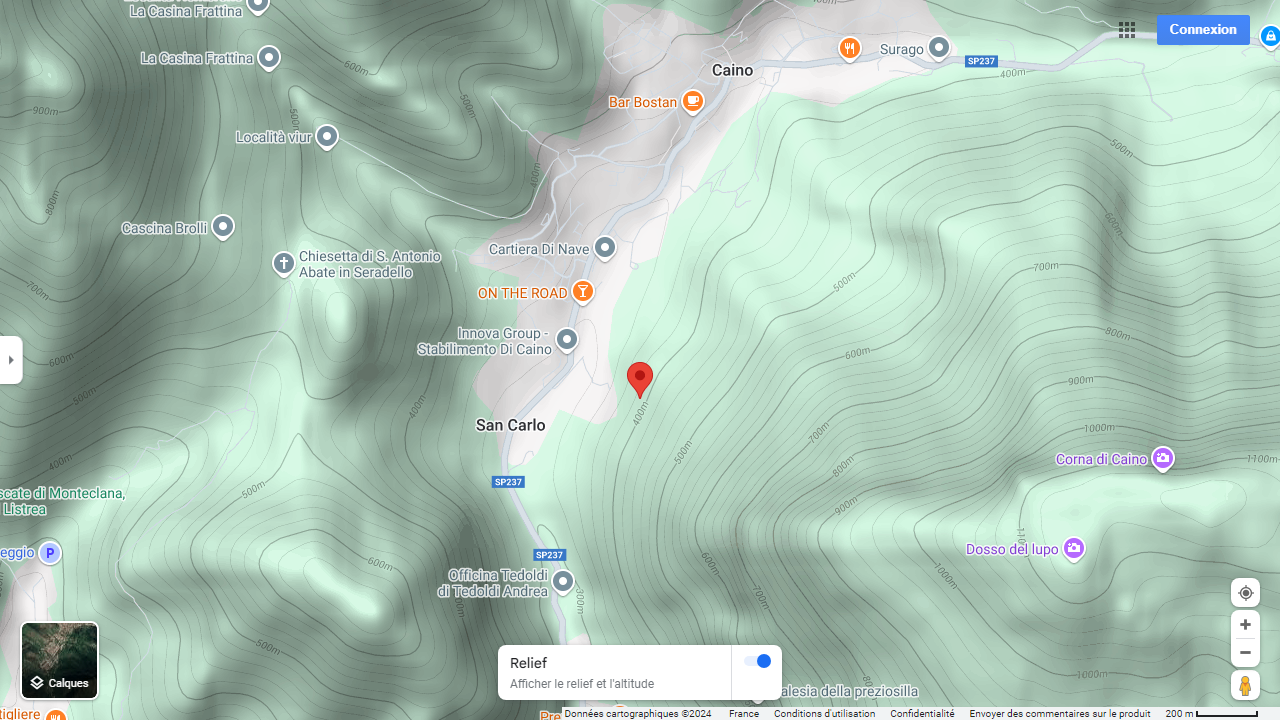 La Casina Frattina
400m
Connexion
Surago
La Casina Frattina
SP237
Caino
600m
400m
500m
Bar Bostan
900m
500m
Località viur
500m
400m
800m
600m
Cascina Brolli
Cartiera Di Nave
Chiesetta di S. Antonio
Abate in Seradello
700m
500m
700m
ON THE ROAD
800m
Innova Group -
Stabilimento Di Caino
600m
600m
900m
400m
400m
San Carlo
1000m
700m
500m
Corna di Caino
1100m
400m
800m
500m
SP237
scate di Monteclana,
Listrea
900m
Dosso del lupo
eggio
P
SP237
600m
600m
1000m
Officina Tedoldi
di Tedoldi Andrea
300m
700m
500m
Relief
Afficher le relief et l'altitude
1000m
Calques
alesia della preziosilla
tigliere
Pre
Données cartographiques ©2024 France Conditions d'utilisation Confidentialité Envoyer des commentaires sur le produit 200 m